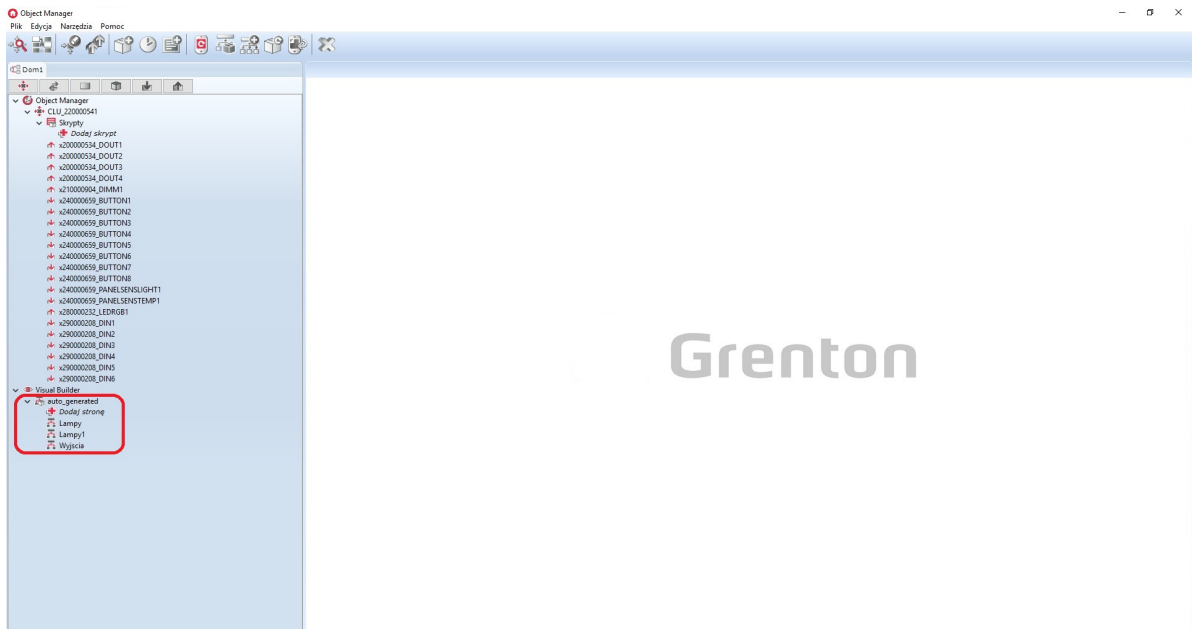 Object Manager
Plik Edycja Narzędzia Pomoc
Dom1
Object Manager
CLU_220000541
Skrypty
Dodaj skrypt
x200000534_DOUT1
x200000534_DOUT2
x200000534_DOUT3
x200000534_DOUT4
x210000904_DIMM1
x240000659_BUTTON1
x240000659_BUTTON2
x240000659_BUTTON3
x240000659_BUTTON4
x240000659_BUTTON5
x240000659_BUTTON6
x240000659_BUTTON7
x240000659_BUTTON8
x240000659_PANELSENSLIGHT1
x240000659_PANELSENSTEMP1
x280000232_LEDRGB1
x290000208_DIN1
x290000208_DIN2
x290000208_DIN3
x290000208_DIN4
x290000208_DIN5
x290000208_DIN6
Visual Builder
auto_generated
Dodaj stronę
Lampy
Lampy1
Wyjscia
Grenton